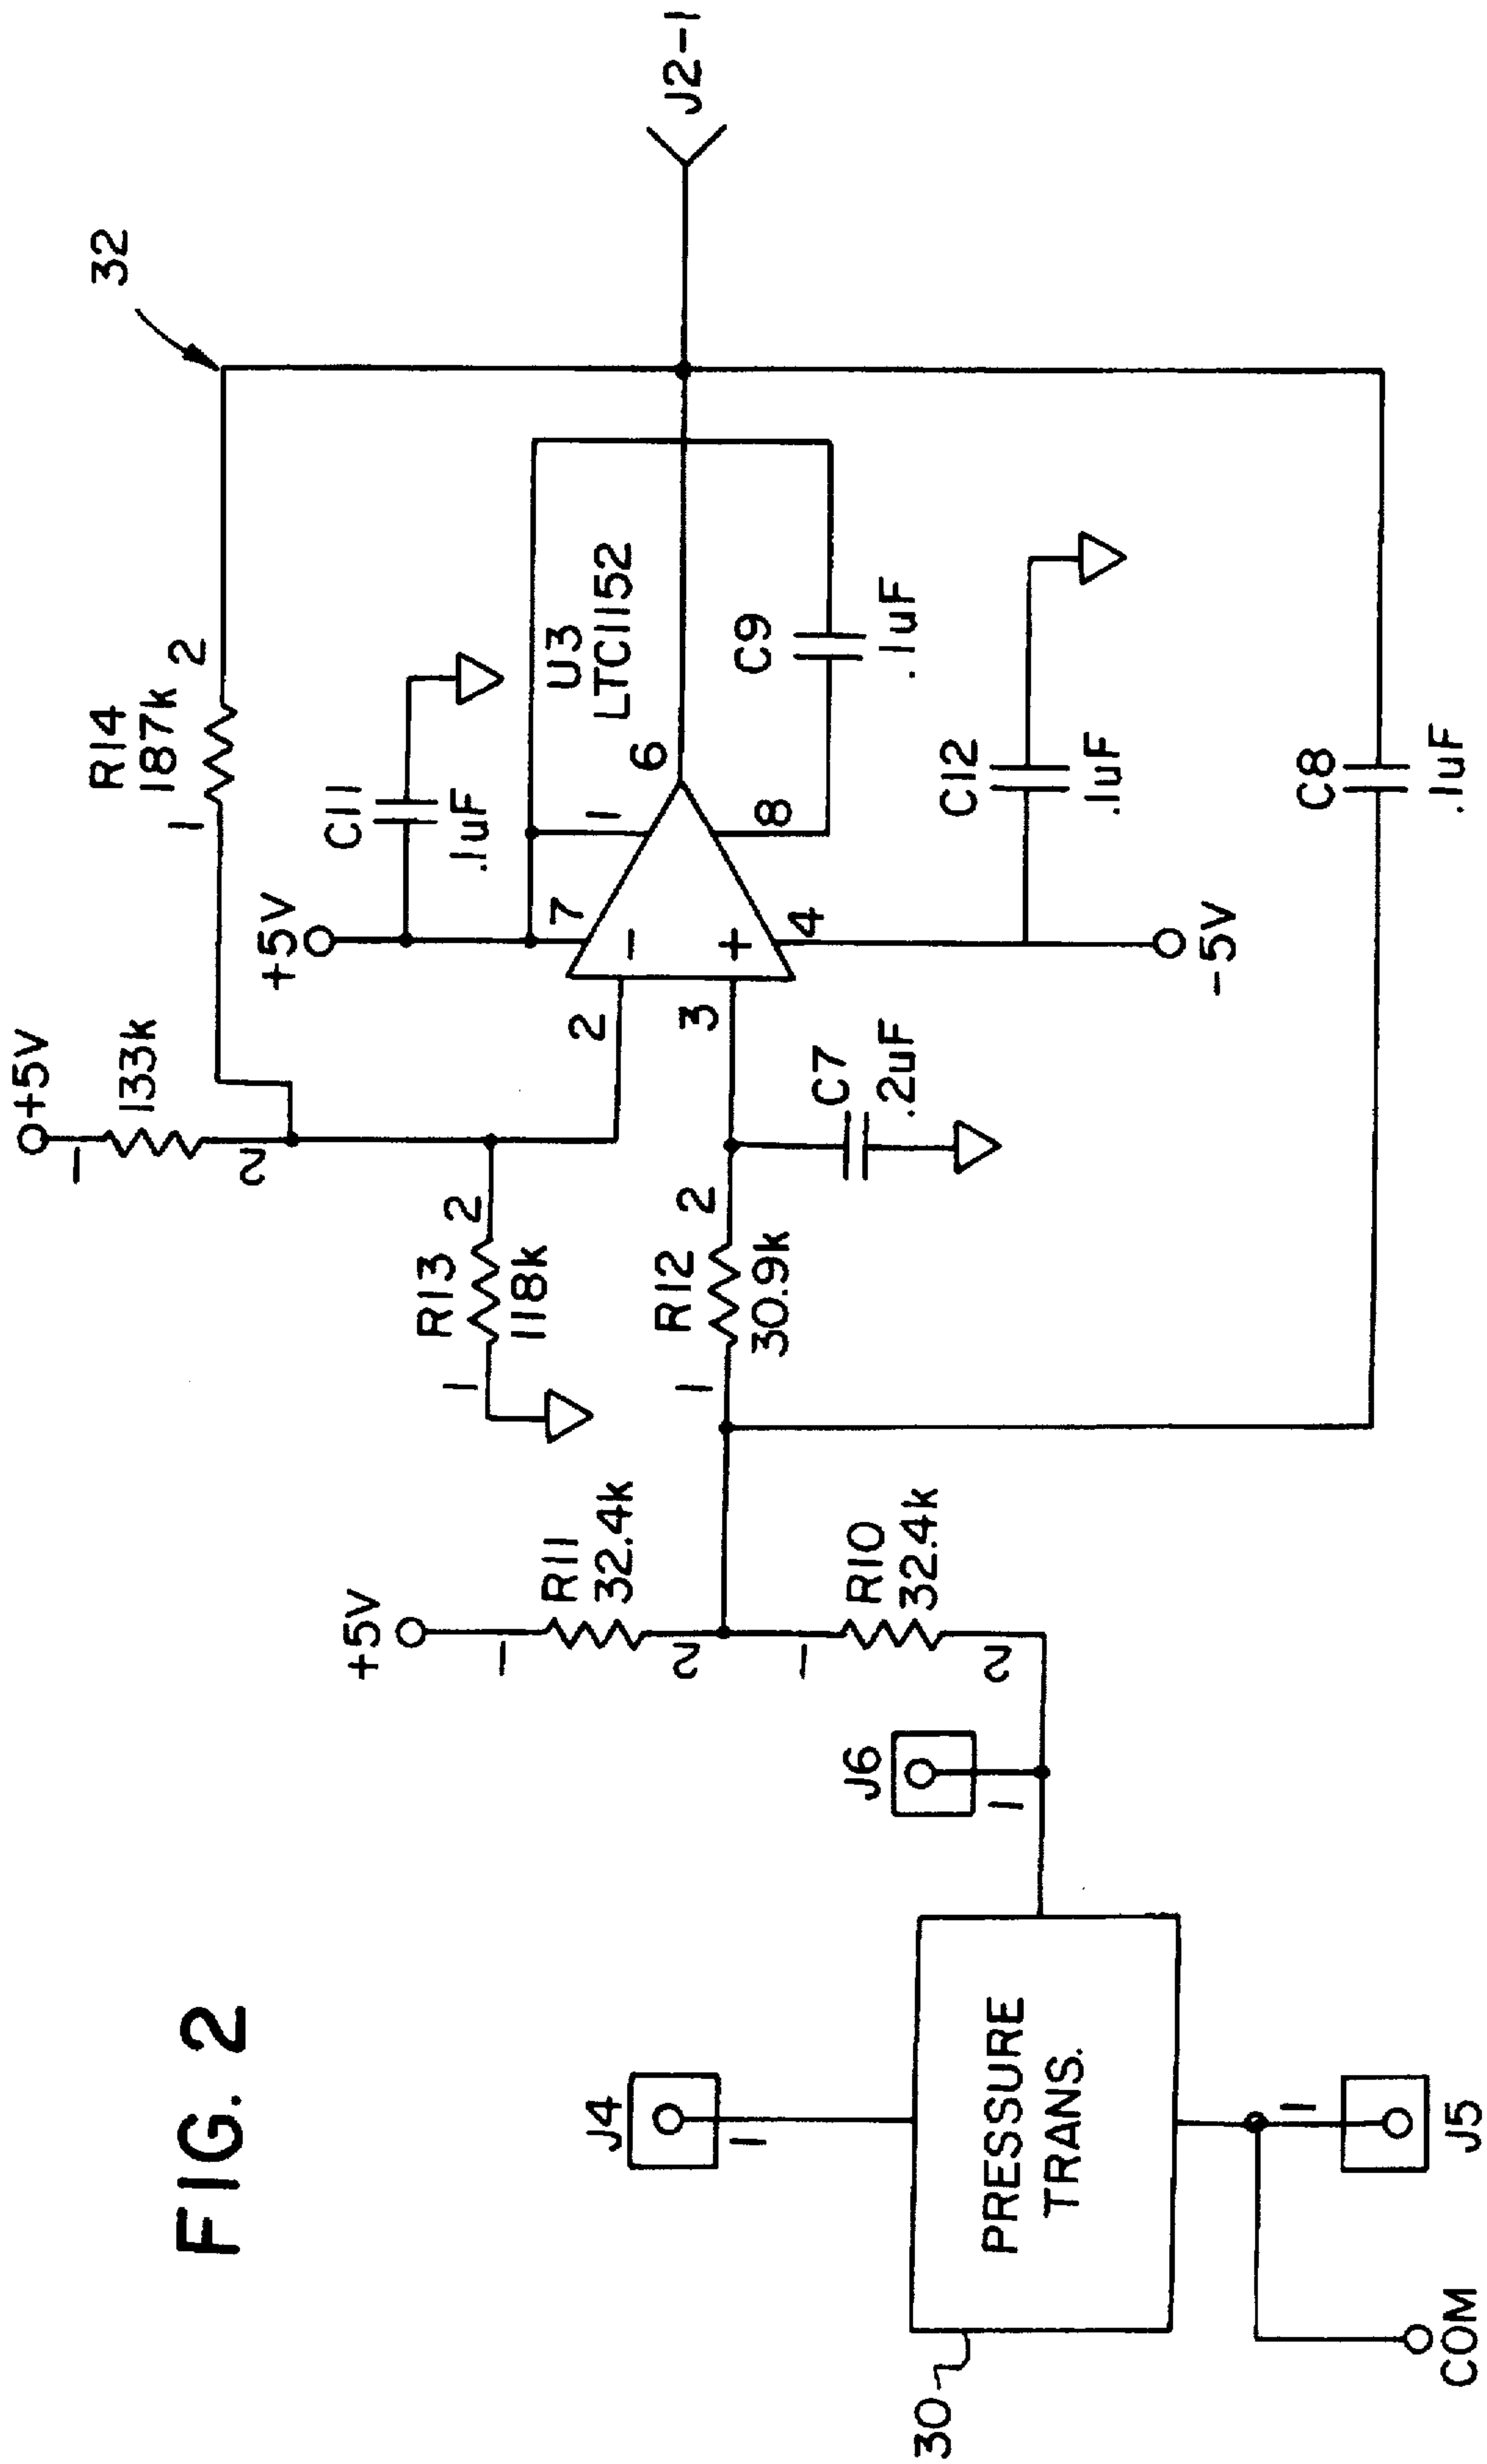 FIG. 2
30
PRESSURE
TRANS.
J4
1
J5
1
COM
J6
1
+5V
1
R11
32.4k
2
1
R10
32.4k
2
+5V
1
133k
2
1
R13
118k
2
1
R12
30.9k
2
C7
.2uF
R14
187k
1
2
+5V
C11
.1uF
7
2
3
-
+
4
1
8
6
U3
LTC1152
C9
.1uF
C12
.1uF
-5V
C8
.1uF
32
J2-1